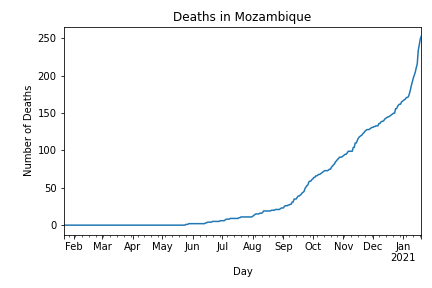 Deaths in Mozambique
Number of Deaths
250
200
150
100
50
0
Feb Mar Apr May Jun Jul Aug Sep Oct Nov Dec Jan
2021
Day